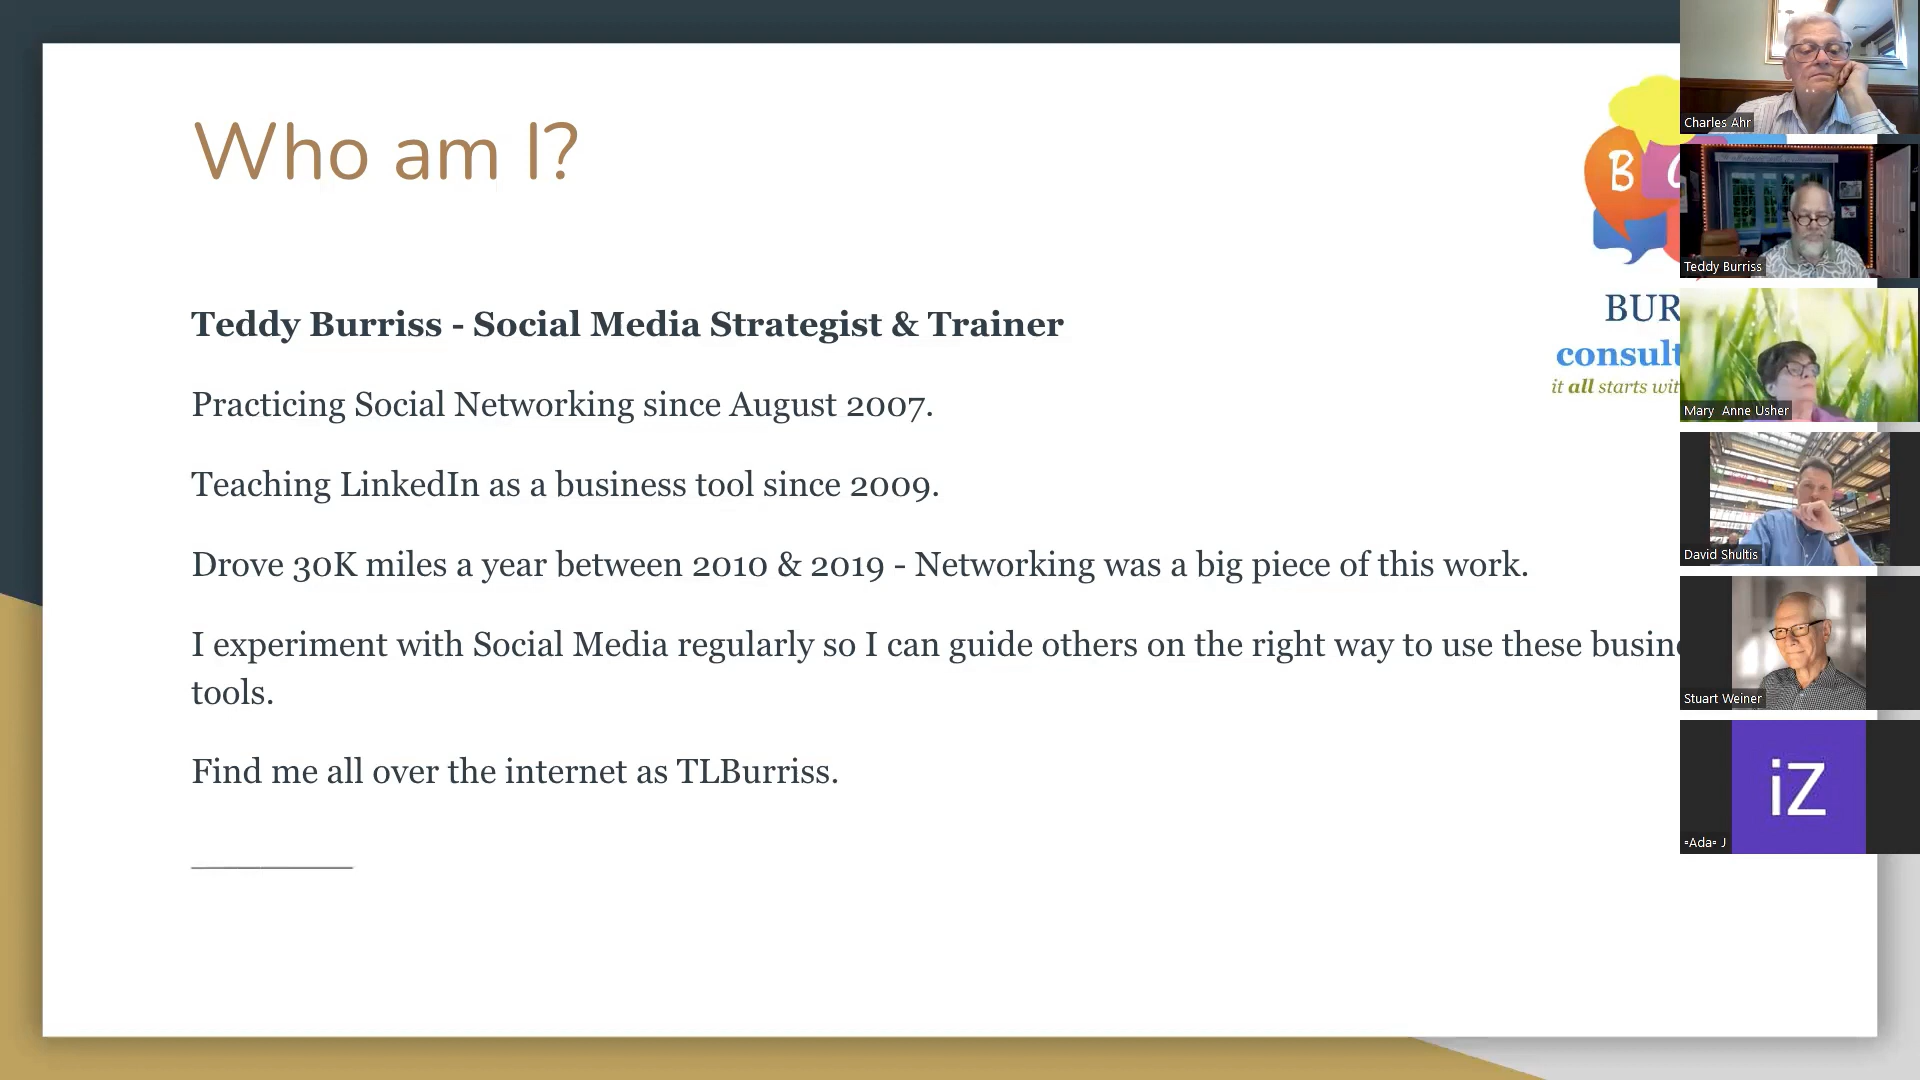 Who am I?
Teddy Burriss - Social Media Strategist & Trainer
Practicing Social Networking since August 2007.
Teaching LinkedIn as a business tool since 2009.
Drove 30K miles a year between 2010 & 2019 - Networking was a big piece of this work.
I experiment with Social Media regularly so I can guide others on the right way to use these busine
tools.
Find me all over the internet as TLBurriss.
B
BUR
consult
it all starts wit
Charles Ahr
Teddy Burriss
Mary Anne Usher
David Shultis
Stuart Weiner
iZ
▫Ada▫ J